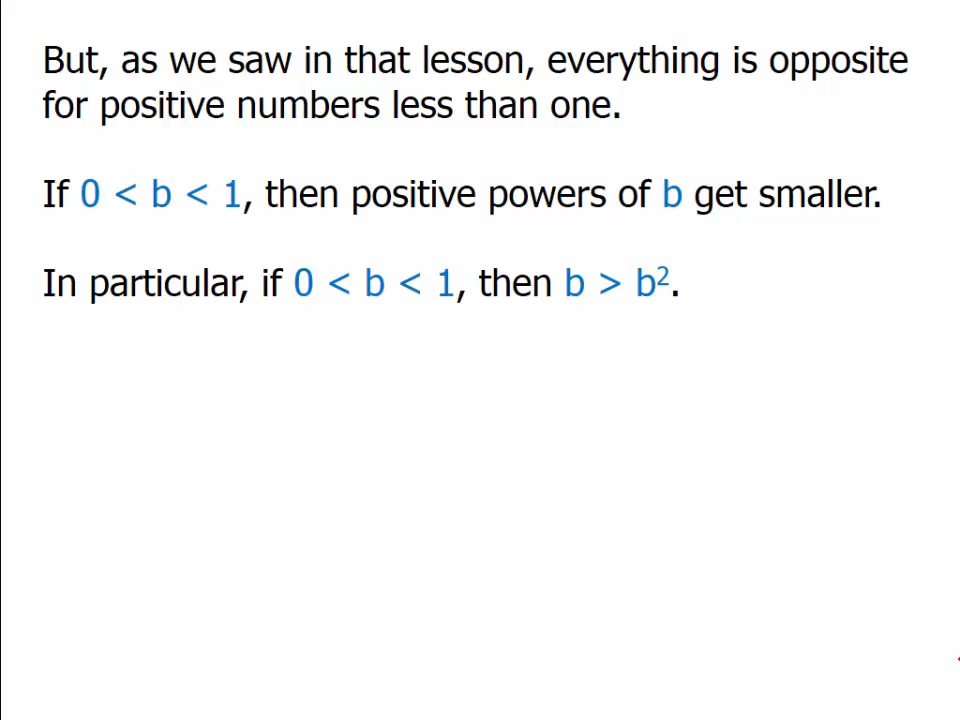 But, as we saw in that lesson, everything is opposite
for positive numbers less than one.
If 0 < b < 1, then positive powers of b get smaller.
In particular, if 0 < b < 1, then b > b².